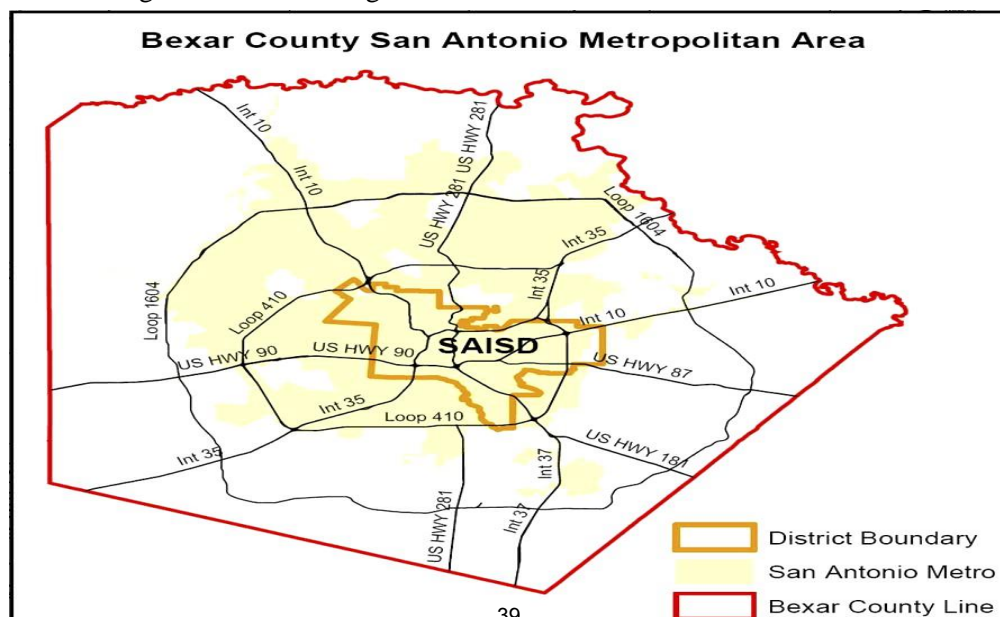 Bexar County San Antonio Metropolitan Area
Int 10
US HWY 281
Int 10
US HWY 281
Loop 1604
Int 35
Loop 1604
Int 35
Int 10
Loop 410
Int 10
SAISD
US HWY 90
US HWY 90
US HWY 87
Int 35
Loop 410
Int 35
US HWY 181
Int 37
US HWY 281
Int 37
District Boundary
San Antonio Metro
Bexar County Line
39